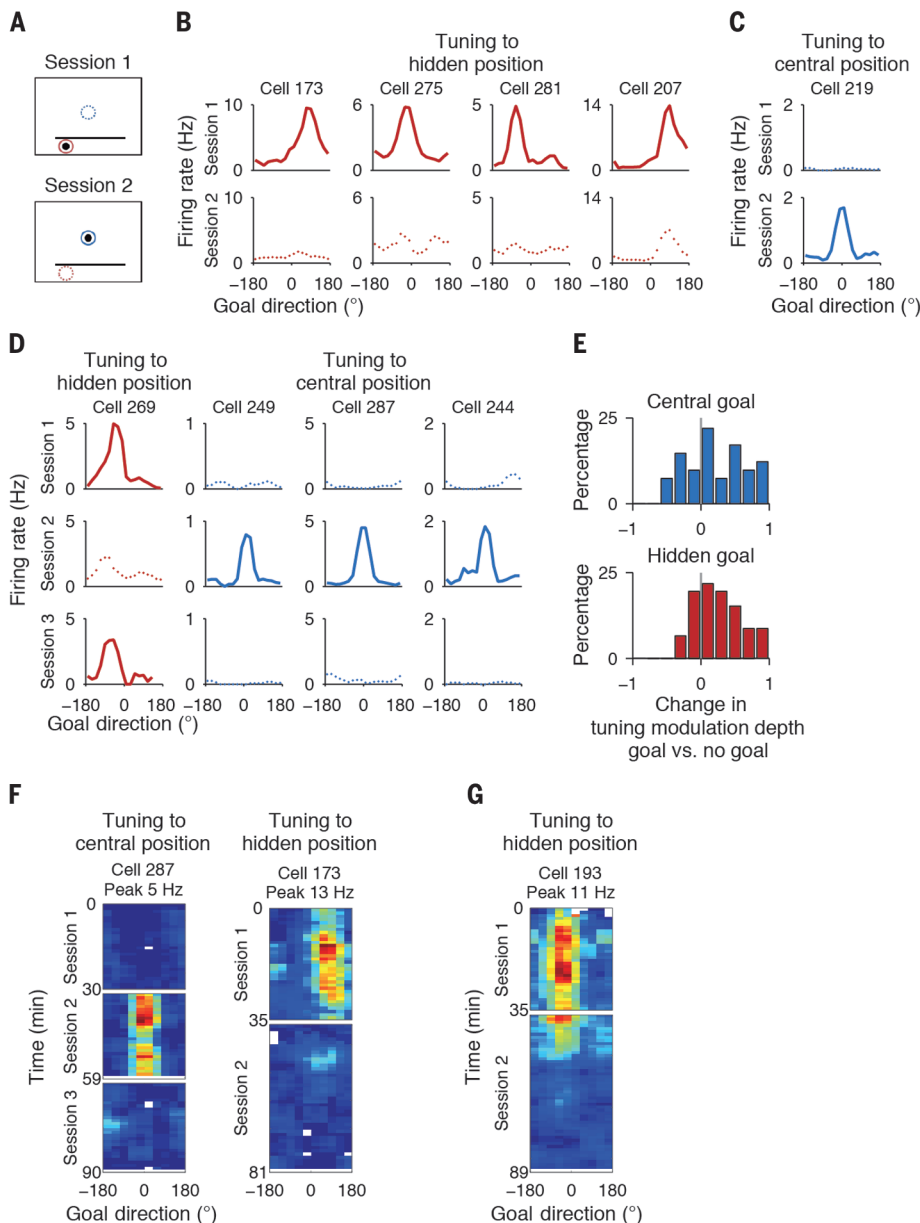 A
Session 1
Session 2
B
Tuning to
hidden position
Cell 173
Cell 275
Cell 281
Cell 207
Firing rate (Hz)
Session 1
Session 2
10
0
6
0
5
0
14
0
10
0
6
0
5
0
14
0
−180 0 180
−180 0 180
−180 0 180
−180 0 180
Goal direction (°)
C
Tuning to
central position
Cell 219
Firing rate (Hz)
Session 1
Session 2
2
0
2
0
−180 0 180
Goal direction (°)
D
Tuning to
hidden position
Tuning to
central position
Cell 269
Cell 249
Cell 287
Cell 244
Firing rate (Hz)
Session 1
Session 2
Session 3
5
0
1
0
5
0
2
0
5
0
1
0
5
0
2
0
5
0
1
0
5
0
2
0
−180 0 180
−180 0 180
−180 0 180
−180 0 180
Goal direction (°)
E
Central goal
Percentage
25
0
−1 0 1
Hidden goal
Percentage
25
0
−1 0 1
Change in
tuning modulation depth
goal vs. no goal
F
Tuning to
central position
Cell 287
Peak 5 Hz
Time (min)
0
Session 1
30
Session 2
59
Session 3
90
−180 0 180
Tuning to
hidden position
Cell 173
Peak 13 Hz
0
Session 1
35
Session 2
81
−180 0 180
Goal direction (°)
G
Tuning to
hidden position
Cell 193
Peak 11 Hz
Time (min)
0
Session 1
35
Session 2
89
−180 0 180
Goal direction (°)